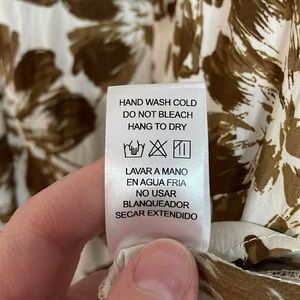 HAND WASH COLD
DO NOT BLEACH
HANG TO DRY
LAVAR A MANO
EN AGUA FRIA
NO USAR
BLANQUEADOR
SECAR EXTENDIDO